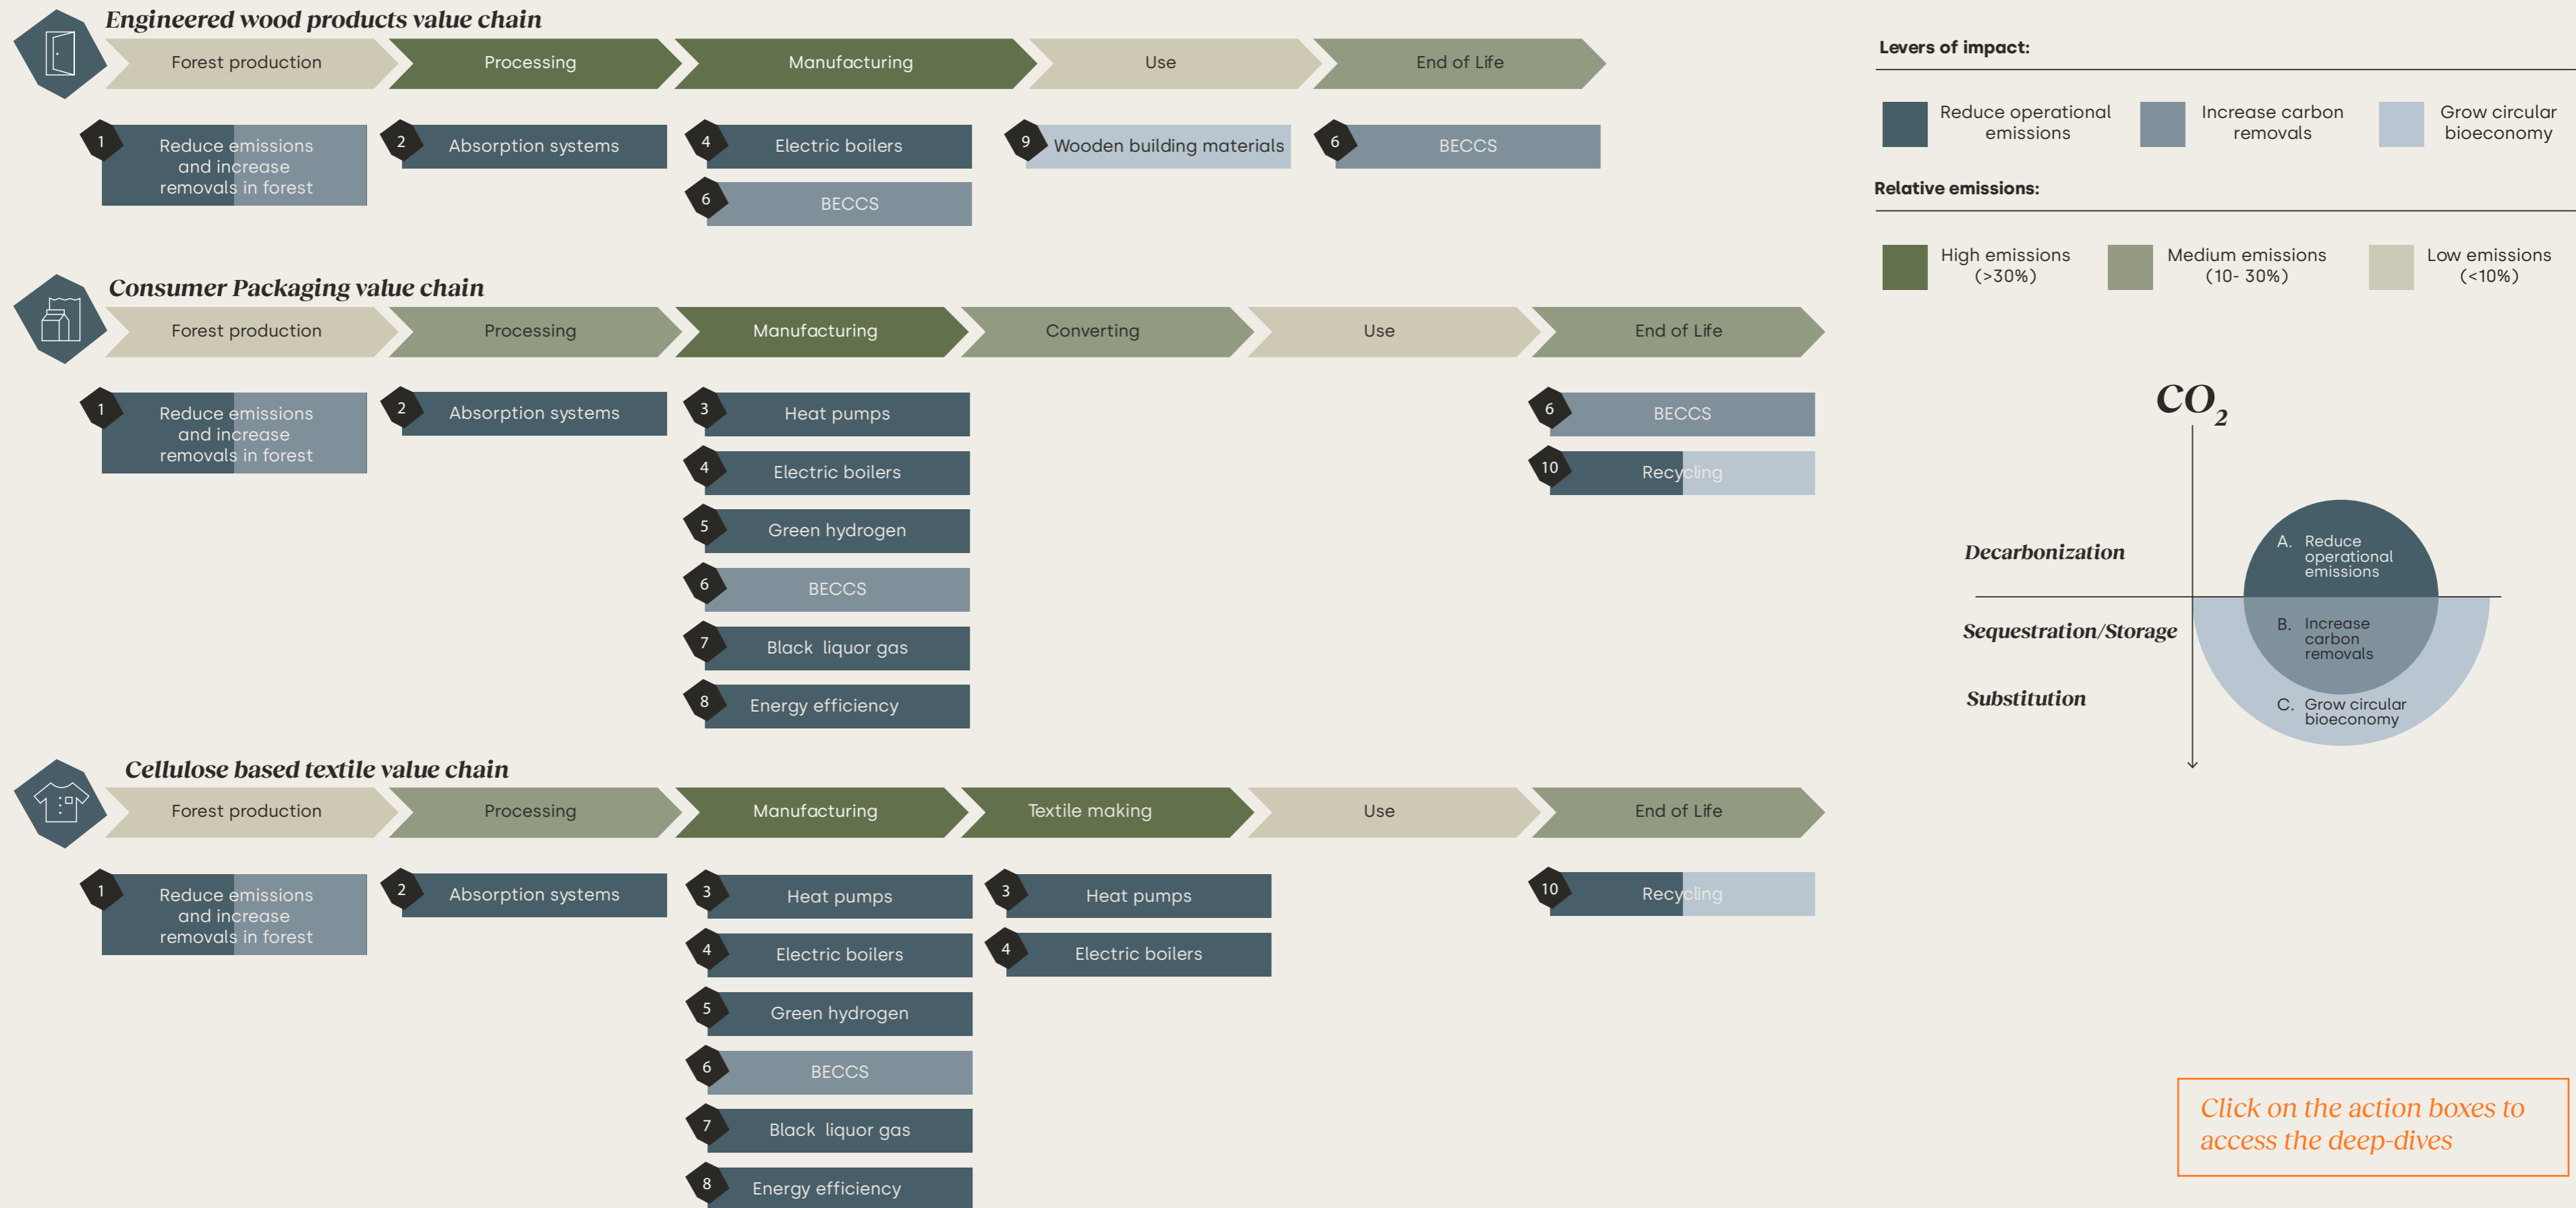 Engineered wood products value chain
Forest production
Processing
Manufacturing
Use
End of Life
1
Reduce emissions
and increase
removals in forest
2
Absorption systems
4
Electric boilers
6
BECCS
9
Wooden building materials
6
BECCS
Consumer Packaging value chain
Forest production
Processing
Manufacturing
Converting
Use
End of Life
1
Reduce emissions
and increase
removals in forest
2
Absorption systems
3
Heat pumps
4
Electric boilers
5
Green hydrogen
6
BECCS
7
Black liquor gas
8
Energy efficiency
6
BECCS
10
Recycling
Cellulose based textile value chain
Forest production
Processing
Manufacturing
Textile making
Use
End of Life
1
Reduce emissions
and increase
removals in forest
2
Absorption systems
3
Heat pumps
4
Electric boilers
5
Green hydrogen
6
BECCS
7
Black liquor gas
8
Energy efficiency
3
Heat pumps
4
Electric boilers
10
Recycling
Levers of impact:
Reduce operational
emissions
Increase carbon
removals
Grow circular
bioeconomy
Relative emissions:
High emissions
(>30%)
Medium emissions
(10- 30%)
Low emissions
(<10%)
CO2
Decarbonization
Sequestration/Storage
Substitution
A. Reduce
operational
emissions
B. Increase
carbon
removals
C. Grow circular
bioeconomy
Click on the action boxes to
access the deep-dives